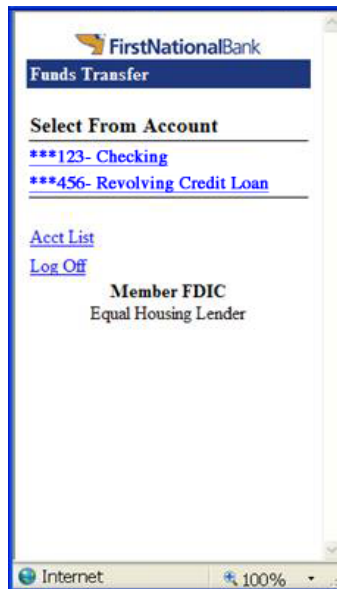 FirstNationalBank
Funds Transfer
Select From Account
***123- Checking
***456- Revolving Credit Loan
Acct List
Log Off
Member FDIC
Equal Housing Lender
Internet 100%